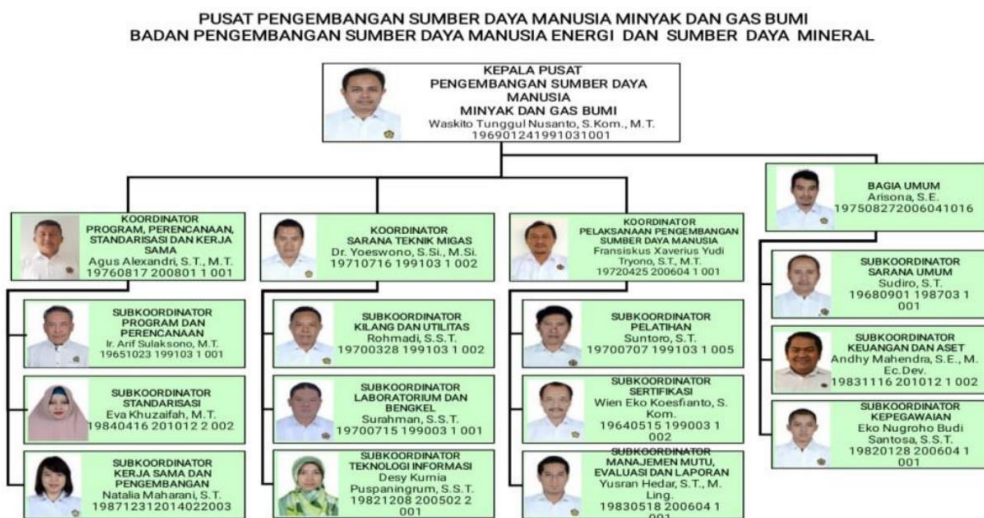 PUSAT PENGEMBANGAN SUMBER DAYA MANUSIA MINYAK DAN GAS BUMI
BADAN PENGEMBANGAN SUMBER DAYA MANUSIA ENERGI DAN SUMBER DAYA MINERAL
KEPALA PUSAT
PENGEMBANGAN SUMBER DAYA
MANUSIA
MINYAK DAN GAS BUMI
Waskito Tunggul Nusanto, S.Kom., M.T.
196901241991031001
KOORDINATOR
PROGRAM, PERENCANAAN,
STANDARISASI DAN KERJA
SAMA
Agus Alexandri, S.T., M.T.
19760817 200801 1 001
SUBKOORDINATOR
PROGRAM DAN
PERENCANAAN
Ir. Arif Sulaksono, M.T.
19651023 199103 1 001
SUBKOORDINATOR
STANDARISASI
Eva Khuzaifah, M.T.
19840416 201012 2 002
SUBKOORDINATOR
KERJA SAMA DAN
PENGEMBANGAN
Natalia Maharani, S.T.
198712312014022003
KOORDINATOR
SARANA TEKNIK MIGAS
Dr. Yoeswono, S.Si., M.Si.
19710716 199103 1 002
SUBKOORDINATOR
KILANG DAN UTILITAS
Rohmadi, S.S.T.
19700328 199103 1 002
SUBKOORDINATOR
LABORATORIUM DAN
BENGKEL
Surahman, S.S.T.
19700715 199003 1 001
SUBKOORDINATOR
TEKNOLOGI INFORMASI
Desy Kurnia
Puspaningrum, S.S.T.
19821208 200502 2
001
KOORDINATOR
PELAKSANAAN PENGEMBANGAN
SUMBER DAYA MANUSIA
Fransiskus Xaverius Yudi
Tryono, S.T., M.T.
19720425 200604 1 001
SUBKOORDINATOR
PELATIHAN
Suntoro, S.T.
19700707 199103 1 005
SUBKOORDINATOR
SERTIFIKASI
Wien Eko Koesfianto, S.
Kom.
19640515 199003 1
002
SUBKOORDINATOR
MANAJEMEN MUTU,
EVALUASI DAN LAPORAN
Yusran Hedar, S.T., M.
Ling.
19830518 200604 1
001
BAGIA UMUM
Arisona, S.E.
197508272006041016
SUBKOORDINATOR
SARANA UMUM
Sudiro, S.T.
19680901 198703 1
001
SUBKOORDINATOR
KEUANGAN DAN ASET
Andhy Mahendra, S.E., M.
Ec.Dev.
19831116 201012 1 002
SUBKOORDINATOR
KEPEGAWAIAN
Eko Nugroho Budi
Santosa, S.S.T.
19820128 200604 1
001